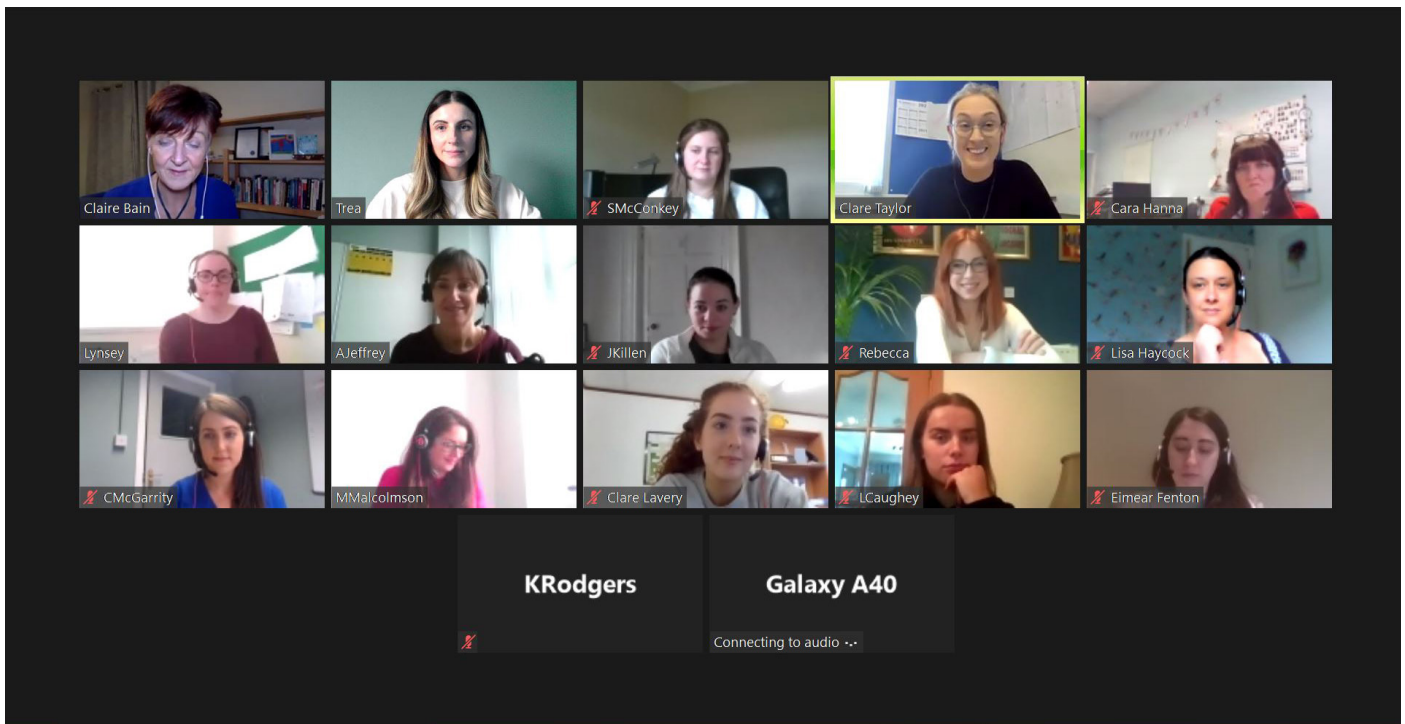 Claire Bain
Trea
SMcConkey
Clare Taylor
Cara Hanna
Lynsey
AJeffrey
JKillen
Rebecca
Lisa Haycock
CMcGarrity
MMalcolmson
Clare Lavery
LCaughey
Eimear Fenton
KRodgers
Galaxy A40
Connecting to audio